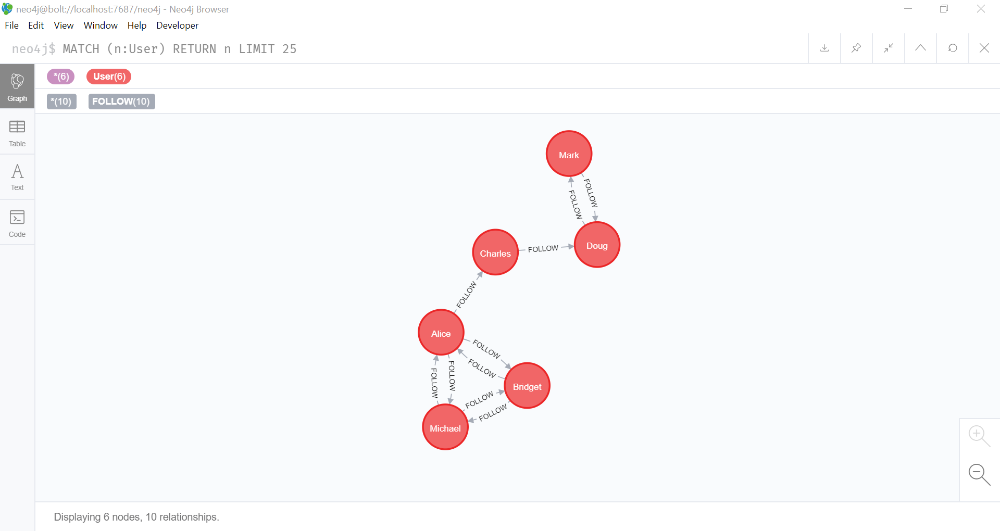 neo4j@bolt://localhost:7687/neo4j - Neo4j Browser
File Edit View Window Help Developer
neo4j$ MATCH (n:User) RETURN n LIMIT 25
*(6) User(6)
Graph
*(10) FOLLOW(10)
Table
Text
Code
Mark
FOLLOW
FOLLOW
Charles
FOLLOW
Doug
FOLLOW
Alice
FOLLOW
FOLLOW
FOLLOW
FOLLOW
Bridget
FOLLOW
FOLLOW
Michael
Displaying 6 nodes, 10 relationships.